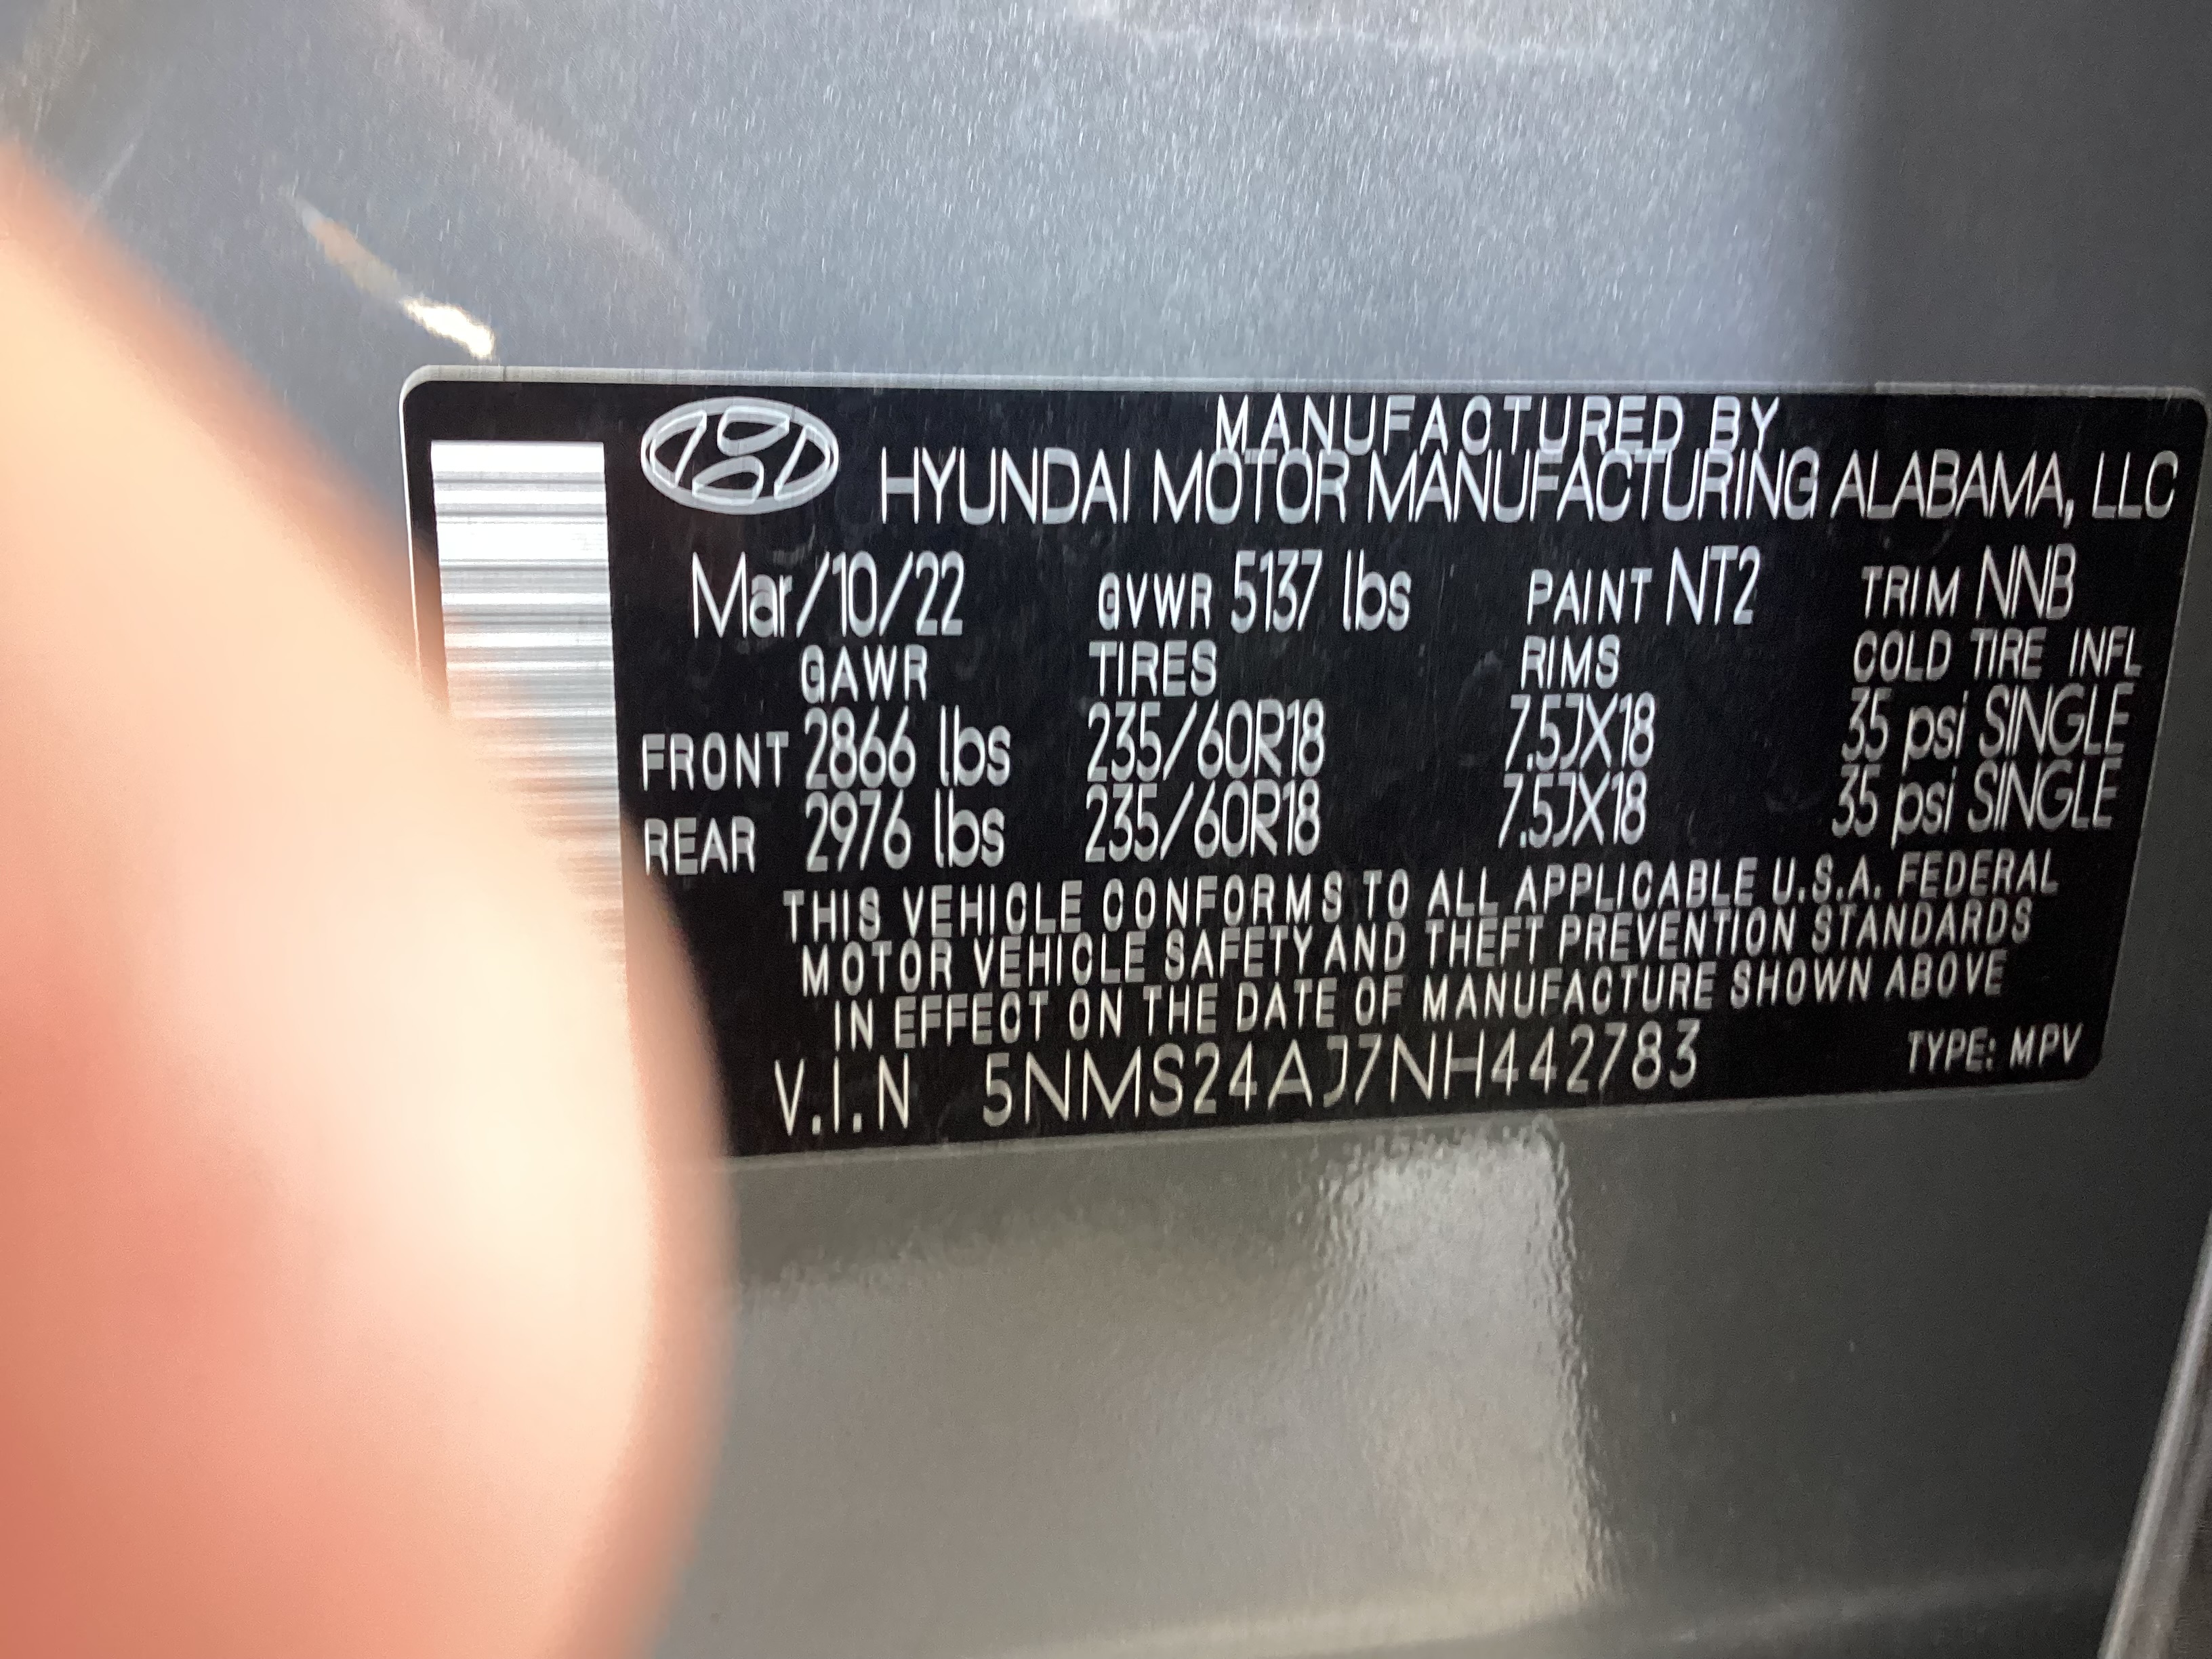 MANUFACTURED BY
HYUNDAI MOTOR MANUFACTURING ALABAMA, LLC
Mar/10/22 GVWR 5137 lbs PAINT NT2 TRIM NNB
GAWR TIRES RIMS COLD TIRE INFL
FRONT 2866 lbs 235/60R18 7.5JX18 35 psi SINGLE
REAR 2976 lbs 235/60R18 7.5JX18 35 psi SINGLE
THIS VEHICLE CONFORMS TO ALL APPLICABLE U.S.A. FEDERAL
MOTOR VEHICLE SAFETY AND THEFT PREVENTION STANDARDS
IN EFFECT ON THE DATE OF MANUFACTURE SHOWN ABOVE
V.I.N 5NMS24AJ7NH442783 TYPE: MPV